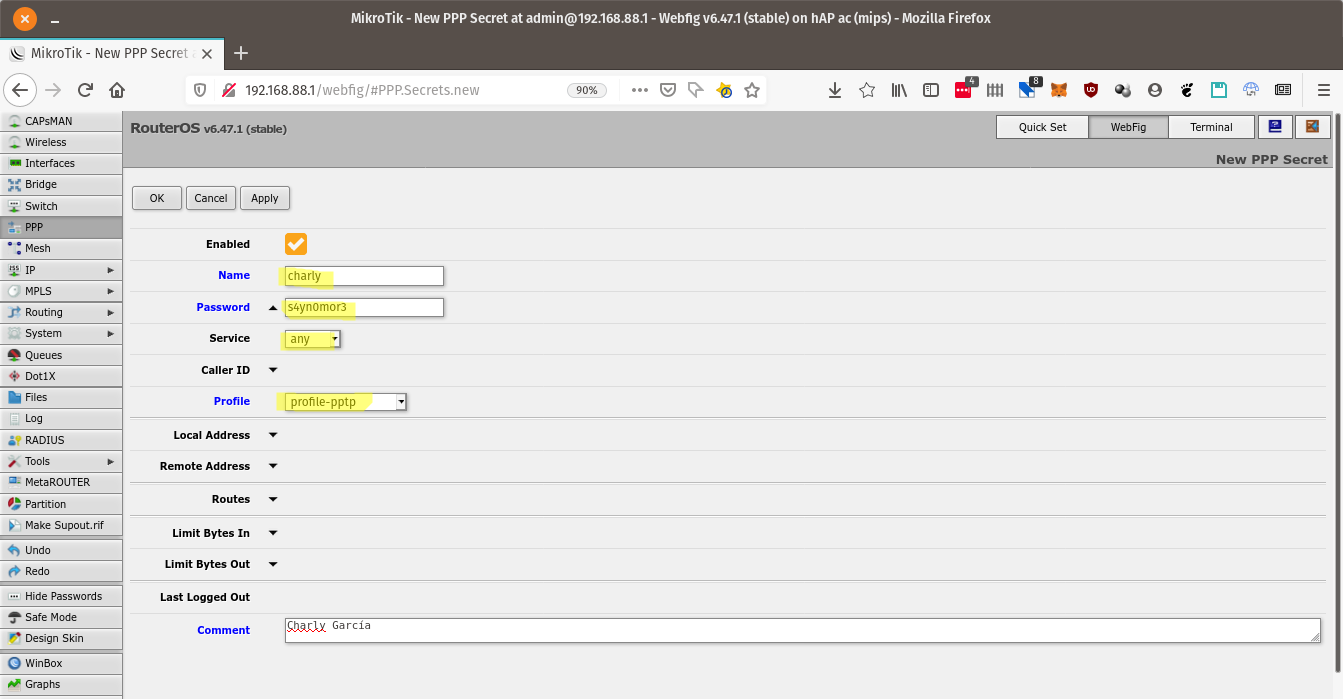 MikroTik - New PPP Secret at admin@192.168.88.1 - Webfig v6.47.1 (stable) on hAP ac (mips) - Mozilla Firefox
MikroTik - New PPP Secret a
192.168.88.1/webfig/#PPP.Secrets.new
90%
4
8
UD
RouterOS v6.47.1 (stable)
Quick Set
WebFig
Terminal
New PPP Secret
CAPsMAN
Wireless
Interfaces
Bridge
Switch
PPP
Mesh
IP
MPLS
Routing
System
Queues
Dot1X
Files
Log
RADIUS
Tools
MetaROUTER
Partition
Make Supout.rif
Undo
Redo
Hide Passwords
Safe Mode
Design Skin
WinBox
Graphs
OK
Cancel
Apply
Enabled
Name charly
Password s4yn0mor3
Service any
Caller ID
Profile profile-pptp
Local Address
Remote Address
Routes
Limit Bytes In
Limit Bytes Out
Last Logged Out
Comment Charly García